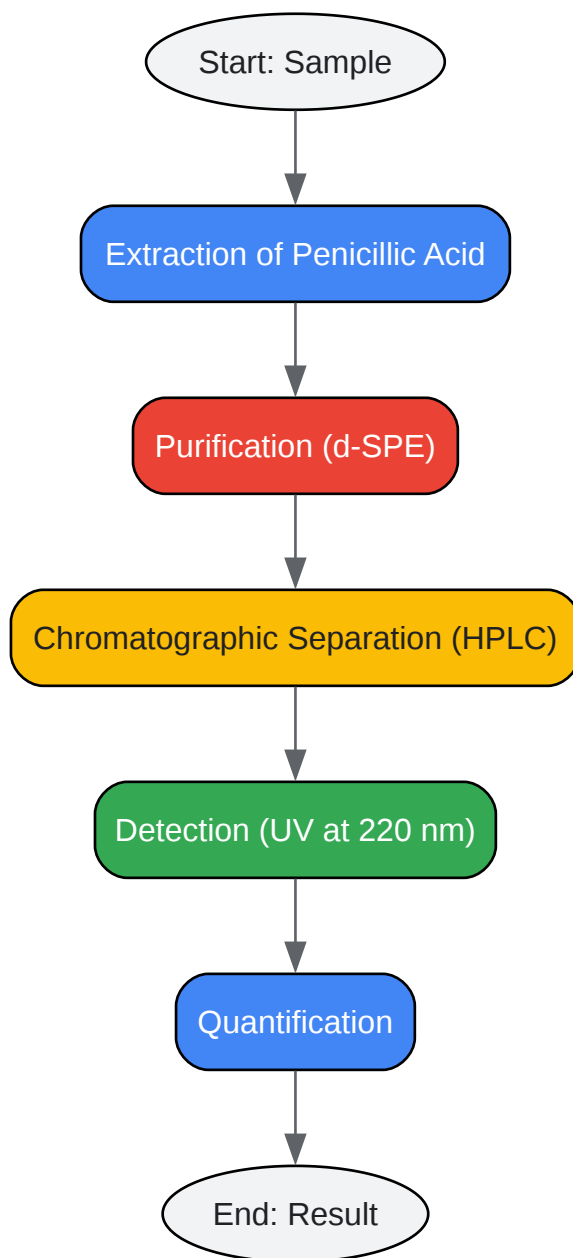 Start: Sample
Extraction of Penicillic Acid
Purification (d-SPE)
Chromatographic Separation (HPLC)
Detection (UV at 220 nm)
Quantification
End: Result